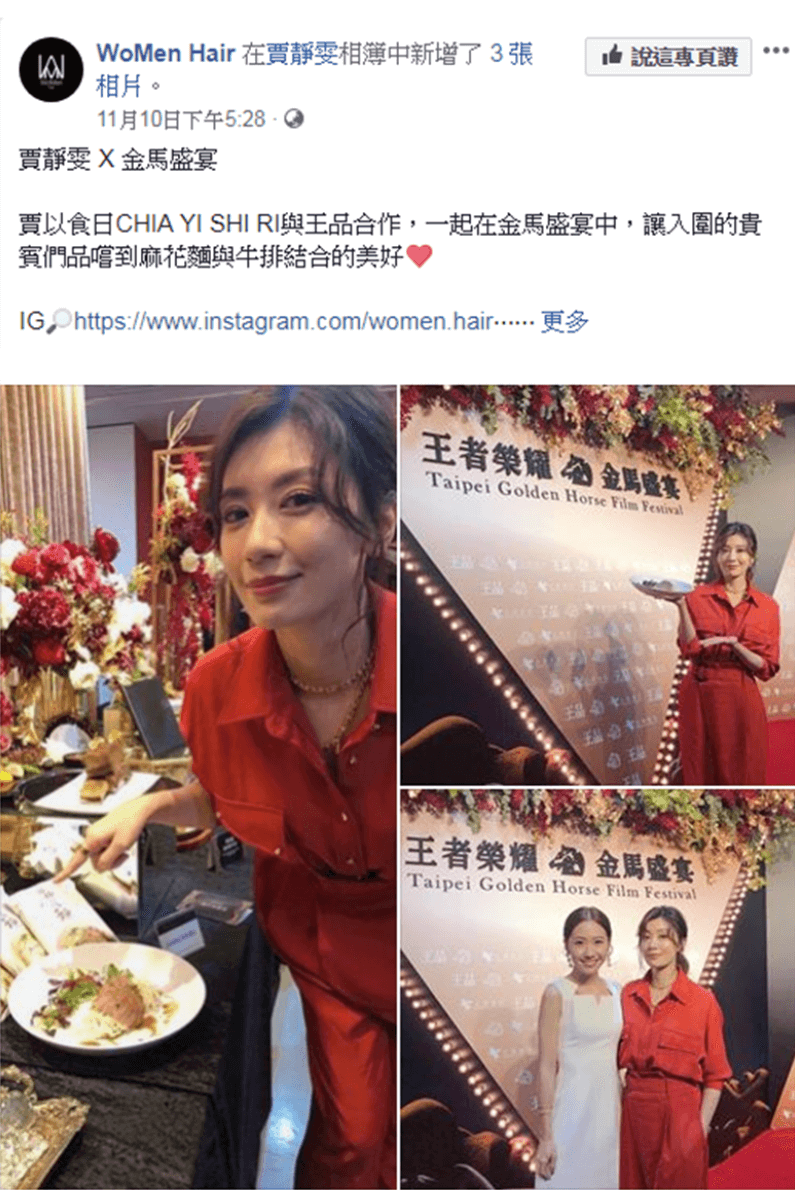 WoMen Hair 在賈靜雯相簿中新增了 3 張
相片。
說這專頁讚
11月10日下午5:28
賈靜雯 X 金馬盛宴
賈以食日CHIA YI SHI RI與王品合作，一起在金馬盛宴中，讓入圍的貴
賓們品嚐到麻花麵與牛排結合的美好
IG https://www.instagram.com/women.hair…… 更多
王者榮耀 金馬盛宴
Taipei Golden Horse Film Festival
王者榮耀 金馬盛宴
Taipei Golden Horse Film Festival